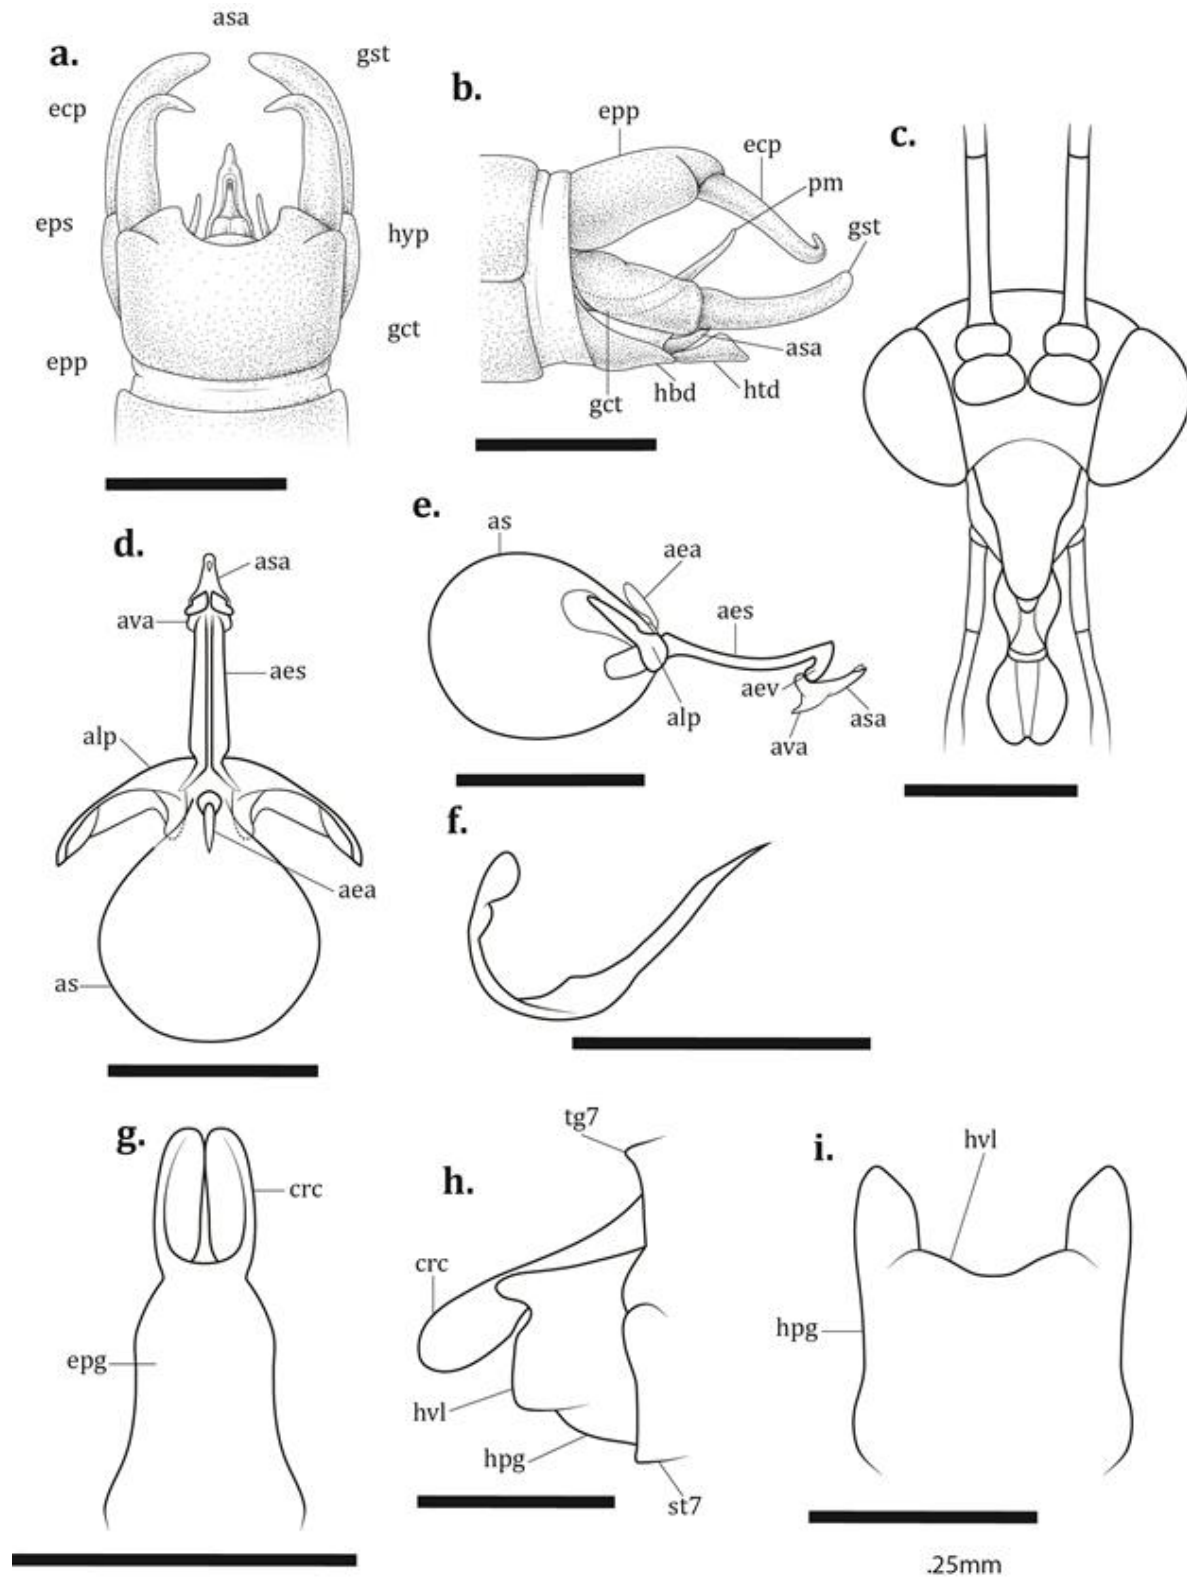 a.
asa
gst
ecp
eps
hyp
gct
epp
b.
epp
ecp
pm
gst
asa
htd
hbd
gct
c.
d.
asa
ava
aes
alp
aea
as
e.
as
aea
aes
aev
alp
asa
ava
f.
g.
crc
epg
h.
tg7
crc
hvl
hpg
st7
i.
hvl
hpg
.25mm